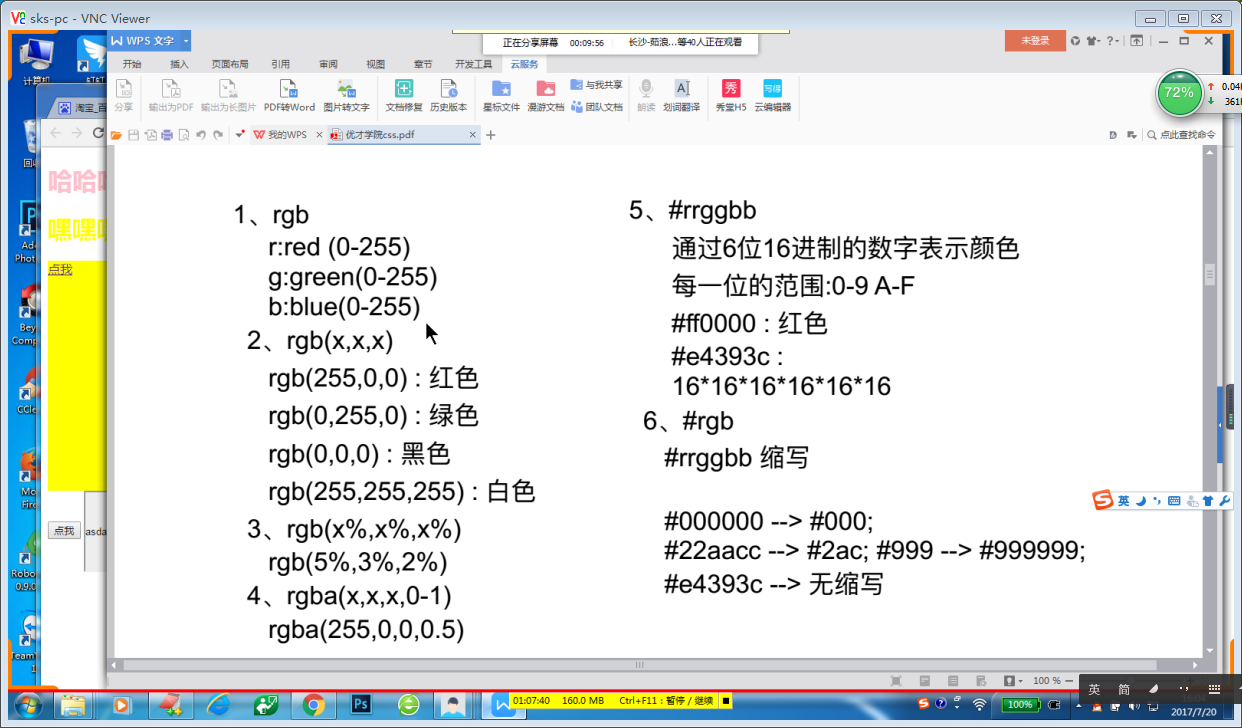 sks-pc - VNC Viewer
WPS 文字
正在分享屏幕 00:09:56 长沙-茹浪...等40人正在观看
未登录
开始 插入 页面布局 引用 审阅 视图 章节 开发工具 云服务
分享 输出为PDF 输出为长图片 PDF转Word 图片转文字 文档修复 历史版本 星标文件 漫游文档 与我共享 团队文档 朗读 划词翻译 秀堂H5 云编辑器
72%
我的WPS 优才学院css.pdf 点此查找命令
计算机
淘宝_百
哈哈
嘿嘿
点我
点我
asda
1、rgb
r:red (0-255)
g:green(0-255)
b:blue(0-255)
2、rgb(x,x,x)
rgb(255,0,0) : 红色
rgb(0,255,0) : 绿色
rgb(0,0,0) : 黑色
rgb(255,255,255) : 白色
3、rgb(x%,x%,x%)
rgb(5%,3%,2%)
4、rgba(x,x,x,0-1)
rgba(255,0,0,0.5)
5、#rrggbb
通过6位16进制的数字表示颜色
每一位的范围:0-9 A-F
#ff0000 : 红色
#e4393c :
16*16*16*16*16*16
6、#rgb
#rrggbb 缩写
#000000 --> #000;
#22aacc --> #2ac; #999 --> #999999;
#e4393c --> 无缩写
英
100 %
英 简
01:07:40 160.0 MB Ctrl+F11 : 暂停 / 继续
100%
2017/7/20